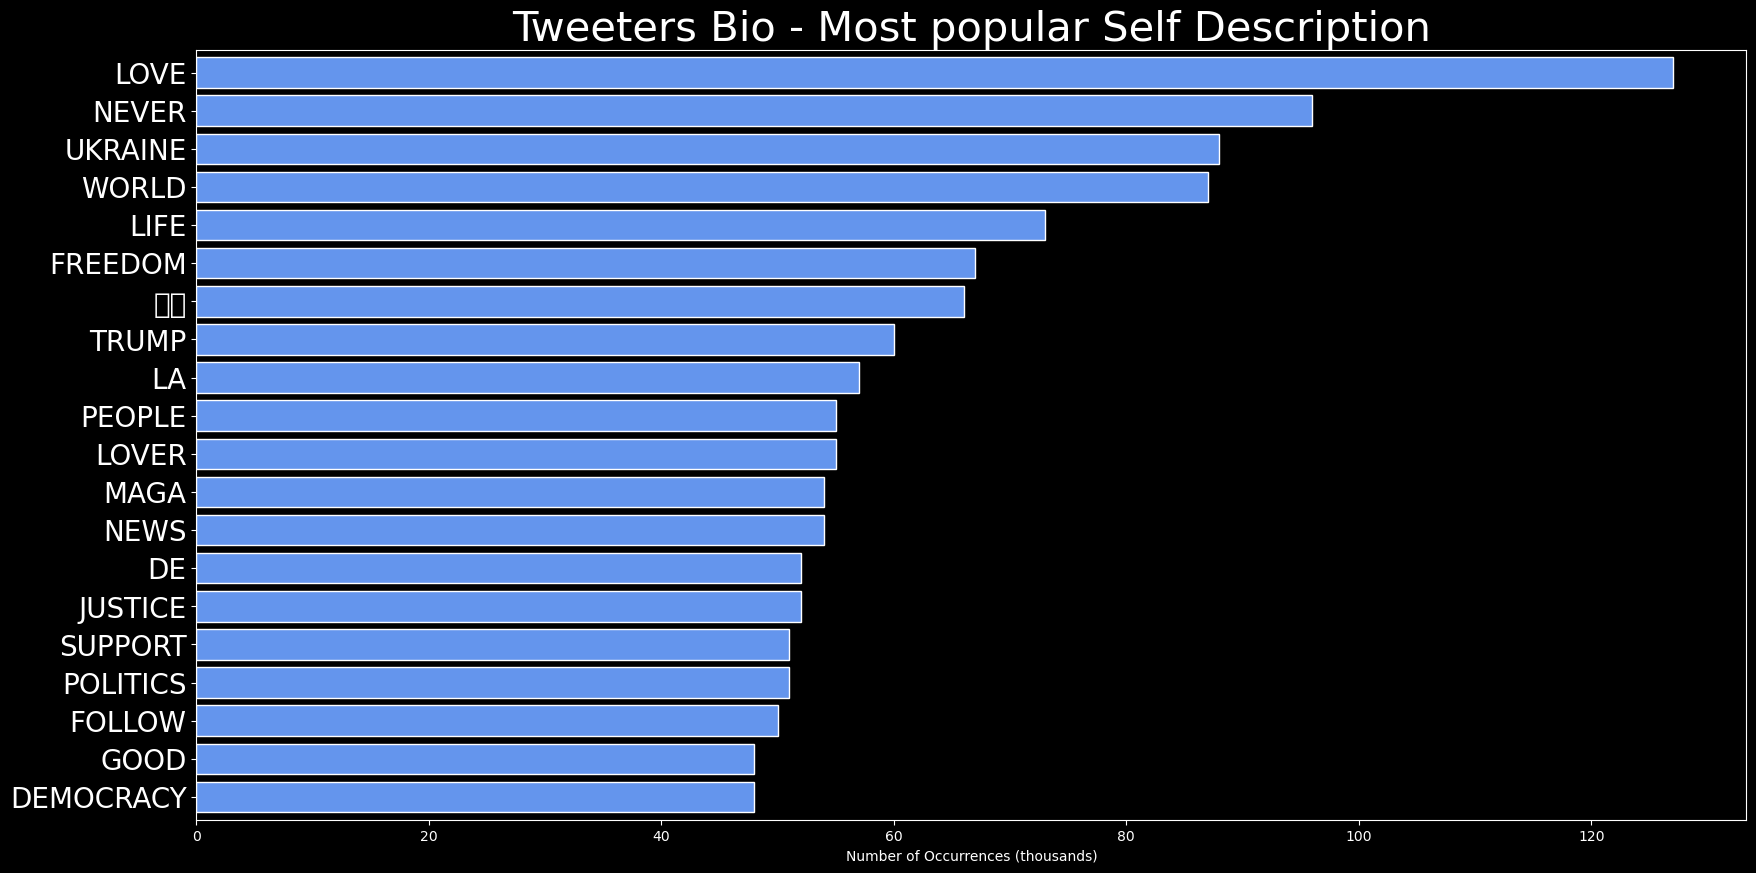 Tweeters Bio - Most popular Self Description
LOVE
NEVER
UKRAINE
WORLD
LIFE
FREEDOM
TRUMP
LA
PEOPLE
LOVER
MAGA
NEWS
DE
JUSTICE
SUPPORT
POLITICS
FOLLOW
GOOD
DEMOCRACY
0 20 40 60 80 100 120
Number of Occurrences (thousands)